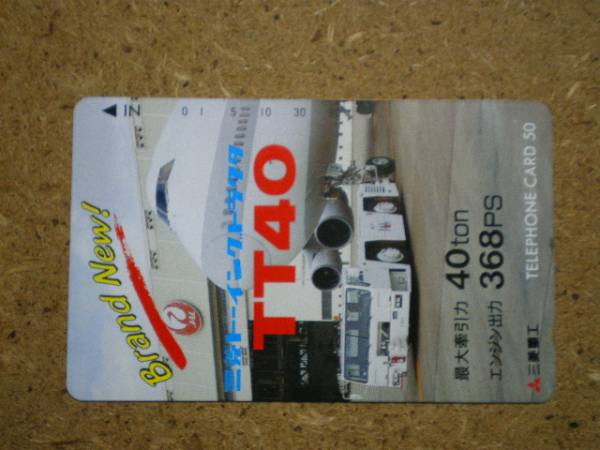 ◀IN
0 1 5 10 30
Brand New!
JAL
三菱トーイングトラクタ
TT40
最大牽引力 40ton
エンジン出力 368PS
三菱重工
TELEPHONE CARD 50